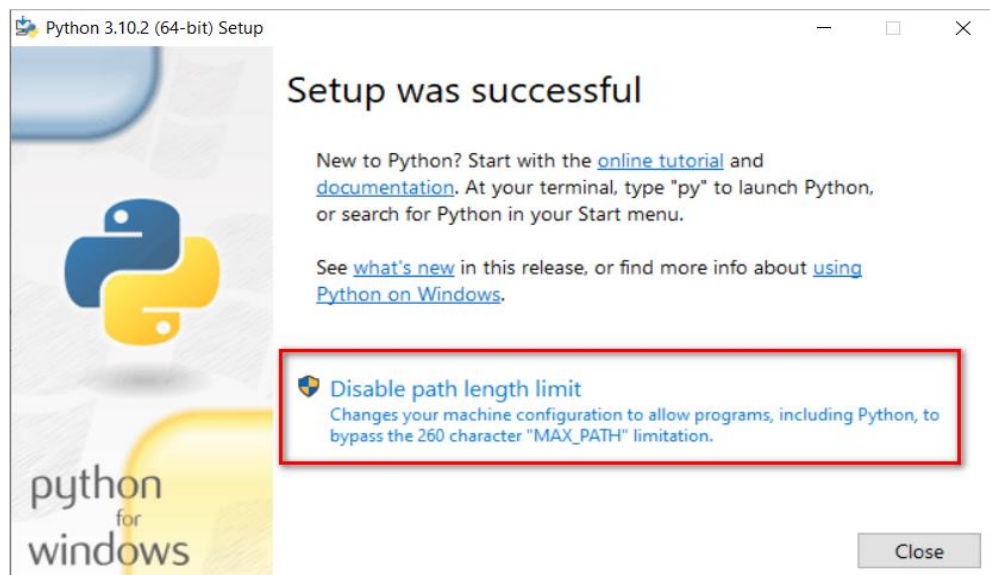 Python 3.10.2 (64-bit) Setup
Setup was successful
New to Python? Start with the online tutorial and
documentation. At your terminal, type "py" to launch Python,
or search for Python in your Start menu.
See what's new in this release, or find more info about using
Python on Windows.
Disable path length limit
Changes your machine configuration to allow programs, including Python, to
bypass the 260 character "MAX_PATH" limitation.
python
for
windows
Close